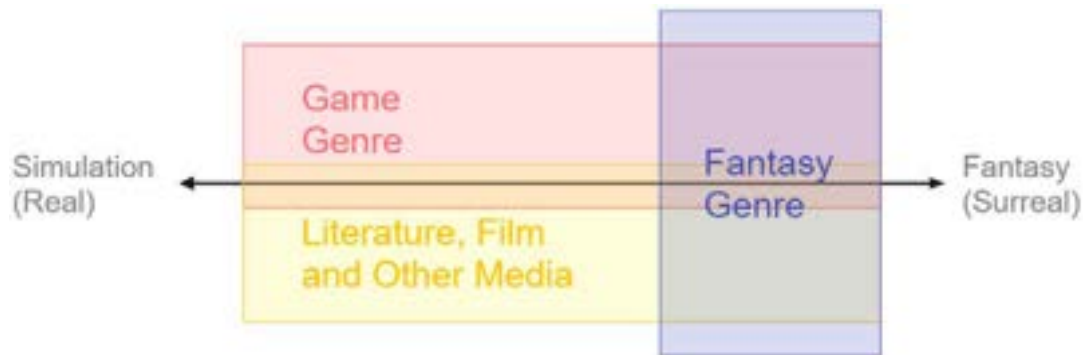 Game
Genre
Simulation
(Real)
Fantasy
Genre
Fantasy
(Surreal)
Literature, Film
and Other Media